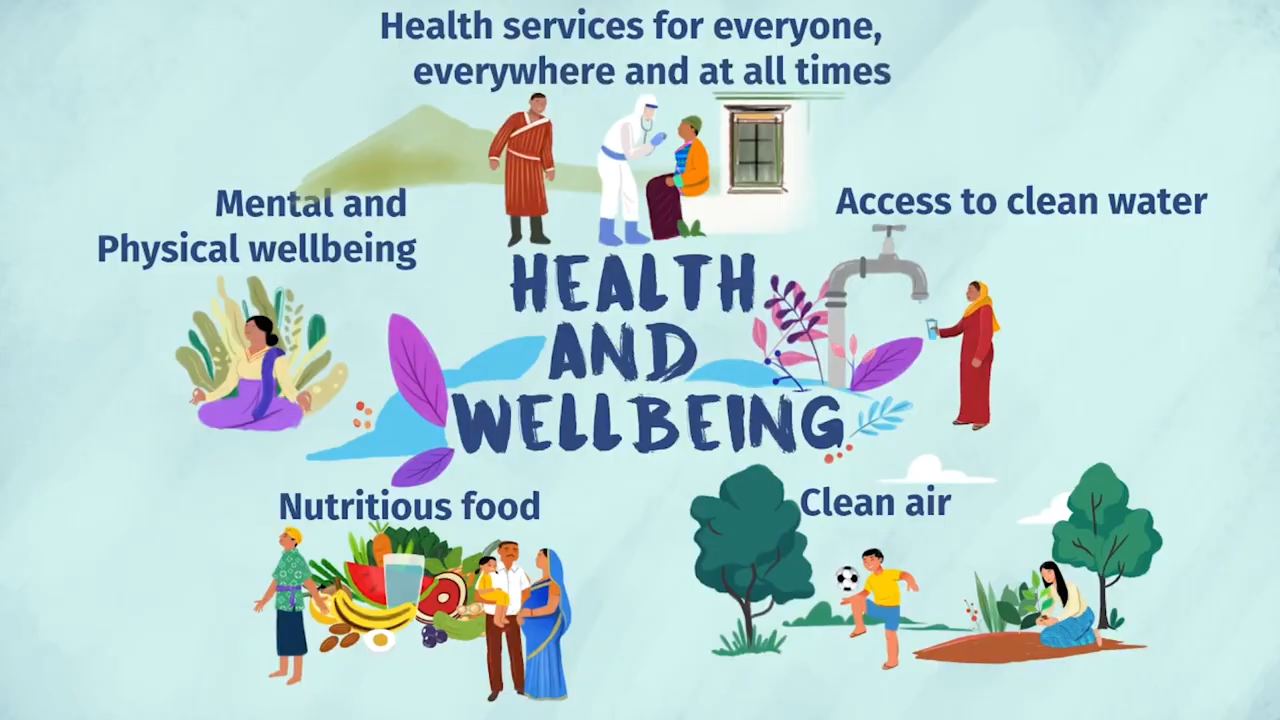 Health services for everyone,
everywhere and at all times
Mental and
Physical wellbeing
Access to clean water
HEALTH
AND
WELLBEING
Nutritious food
Clean air